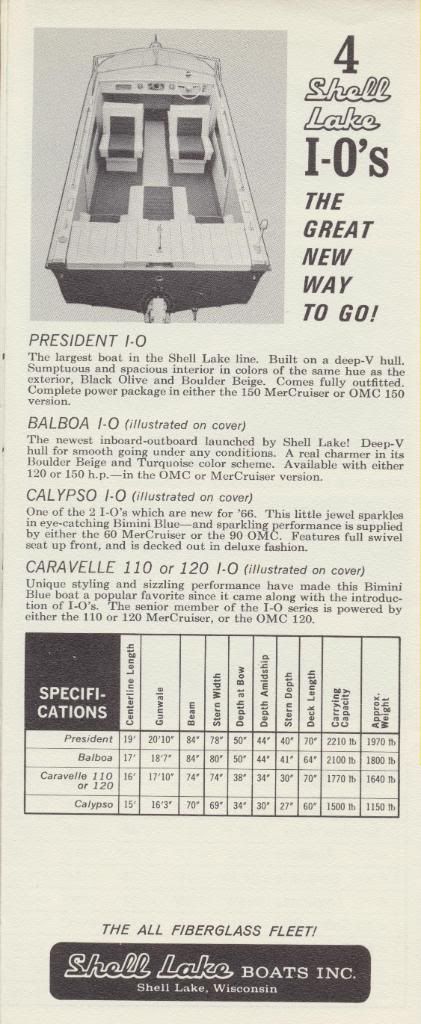 4
Shell
Lake
I-O's
THE
GREAT
NEW
WAY
TO GO!
PRESIDENT I-O
The largest boat in the Shell Lake line. Built on a deep-V hull.
Sumptuous and spacious interior in colors of the same hue as the
exterior, Black Olive and Boulder Beige. Comes fully outfitted.
Complete power package in either the 150 MerCruiser or OMC 150
version.
BALBOA I-O (illustrated on cover)
The newest inboard-outboard launched by Shell Lake! Deep-V
hull for smooth going under any conditions. A real charmer in its
Boulder Beige and Turquoise color scheme. Available with either
120 or 150 h.p.—in the OMC or MerCruiser version.
CALYPSO I-O (illustrated on cover)
One of the 2 I-O's which are new for '66. This little jewel sparkles
in eye-catching Bimini Blue—and sparkling performance is supplied
by either the 60 MerCruiser or the 90 OMC. Features full swivel
seat up front, and is decked out in deluxe fashion.
CARAVELLE 110 or 120 I-O (illustrated on cover)
Unique styling and sizzling performance have made this Bimini
Blue boat a popular favorite since it came along with the introduc-
tion of I-O's. The senior member of the I-O series is powered by
either the 110 or 120 MerCruiser, or the OMC 120.
SPECIFI-
CATIONS
Centerline Length
Gunwale
Beam
Stern Width
Depth at Bow
Depth Amidship
Stern Depth
Deck Length
Carrying
Capacity
Approx.
Weight
President 19' 20'10" 84" 78" 50" 44" 40" 70" 2210 lb 1970 lb
Balboa 17' 18'7" 84" 80" 50" 44" 41" 64" 2100 lb 1800 lb
Caravelle 110
or 120 16' 17'10" 74" 74" 38" 34" 30" 70" 1770 lb 1640 lb
Calypso 15' 16'3" 70" 69" 34" 30" 27" 60" 1500 lb 1150 lb
THE ALL FIBERGLASS FLEET!
Shell Lake BOATS INC.
Shell Lake, Wisconsin